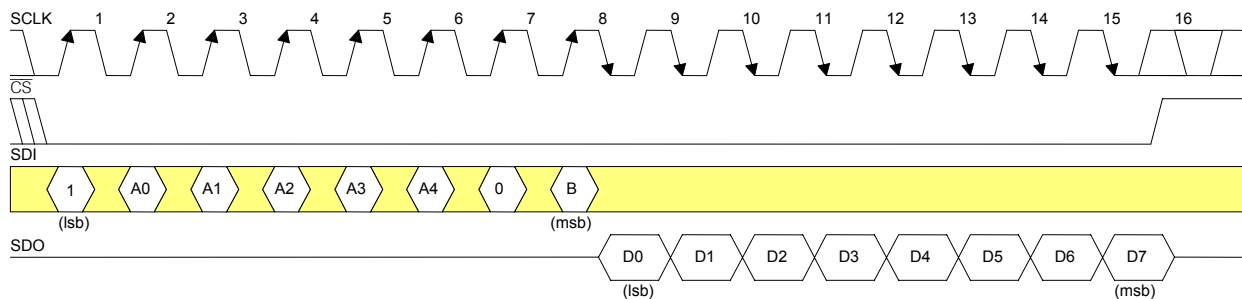 SCLK 1 2 3 4 5 6 7 8 9 10 11 12 13 14 15 16
CS
SDI
1 A0 A1 A2 A3 A4 0 B
(lsb) (msb)
SDO
D0 D1 D2 D3 D4 D5 D6 D7
(lsb) (msb)